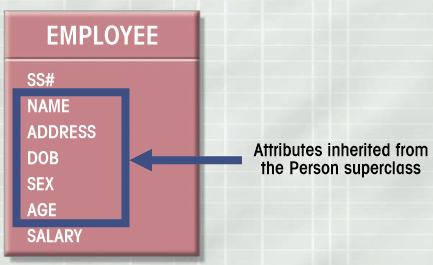 EMPLOYEE
SS#
NAME
ADDRESS
DOB
SEX
AGE
SALARY
Attributes inherited from
the Person superclass